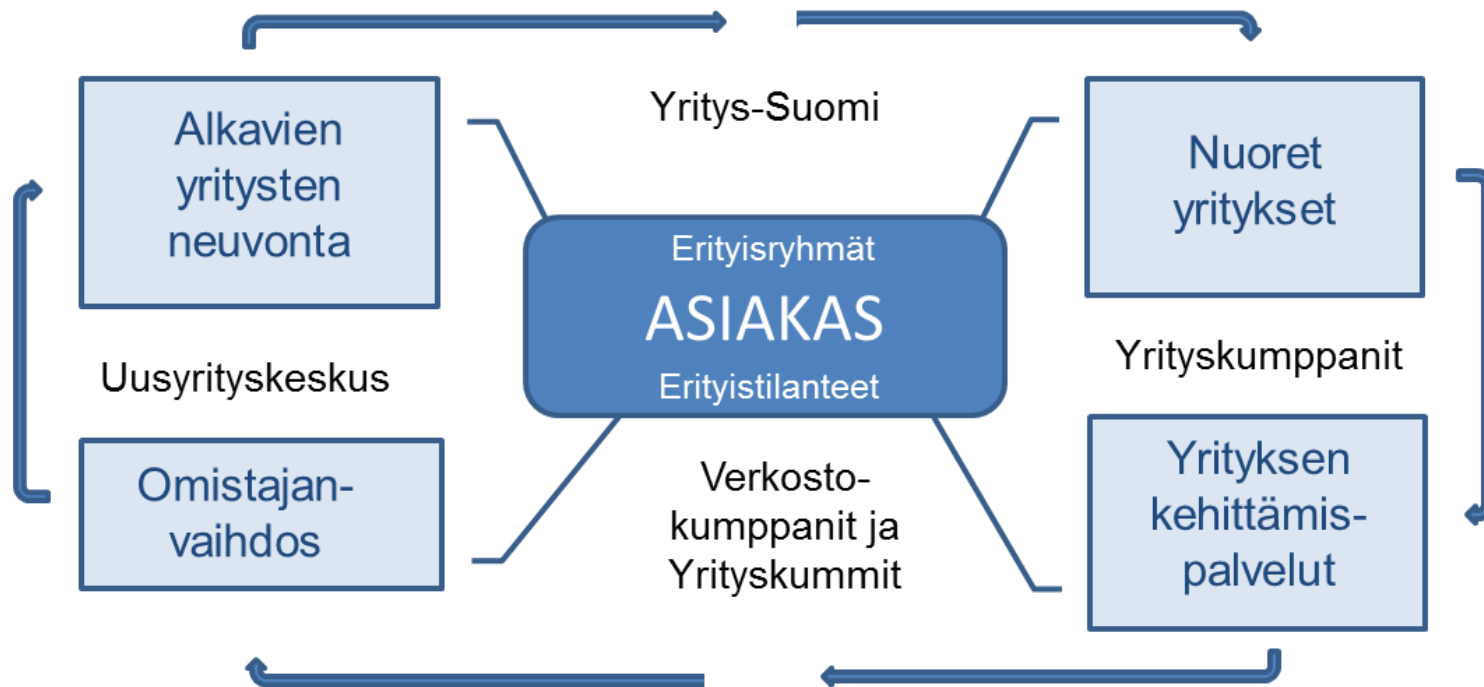 Alkavien
yritysten
neuvonta
Yritys-Suomi
Nuoret
yritykset
Erityisryhmät
ASIAKAS
Erityistilanteet
Uusyrityskeskus
Yrityskumppanit
Omistajan-
vaihdos
Verkosto-
kumppanit ja
Yrityskummit
Yrityksen
kehittämis-
palvelut